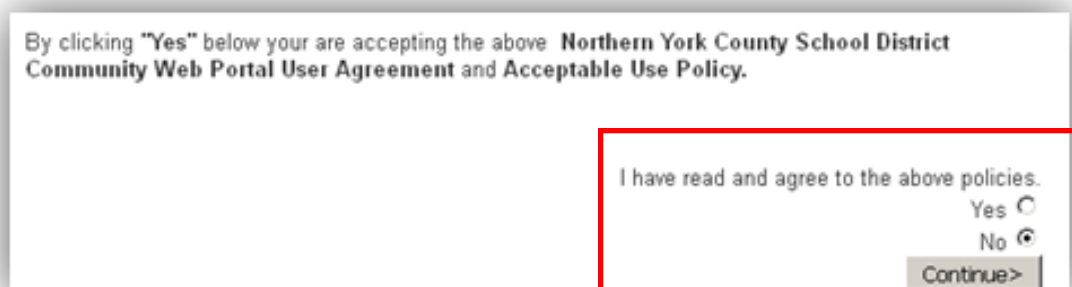 By clicking "Yes" below your are accepting the above Northern York County School District
Community Web Portal User Agreement and Acceptable Use Policy.
I have read and agree to the above policies.
Yes
No
Continue>